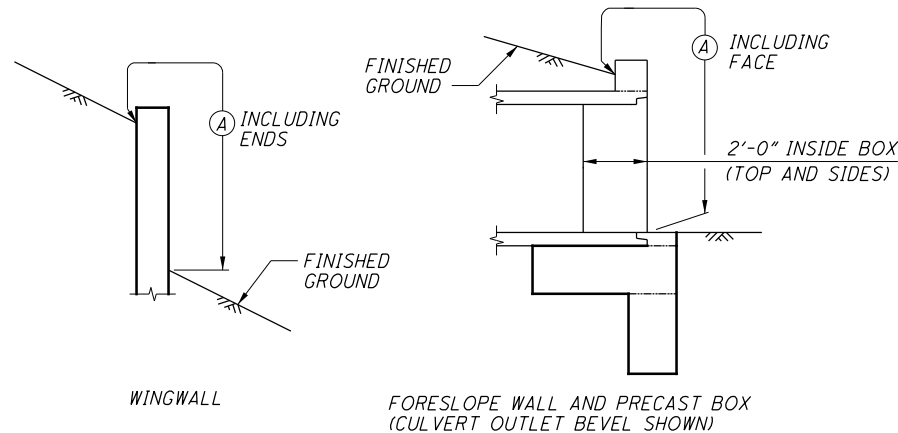 FINISHED
GROUND
A
INCLUDING
FACE
A
INCLUDING
ENDS
2'-0" INSIDE BOX
(TOP AND SIDES)
FINISHED
GROUND
WINGWALL
FORESLOPE WALL AND PRECAST BOX
(CULVERT OUTLET BEVEL SHOWN)